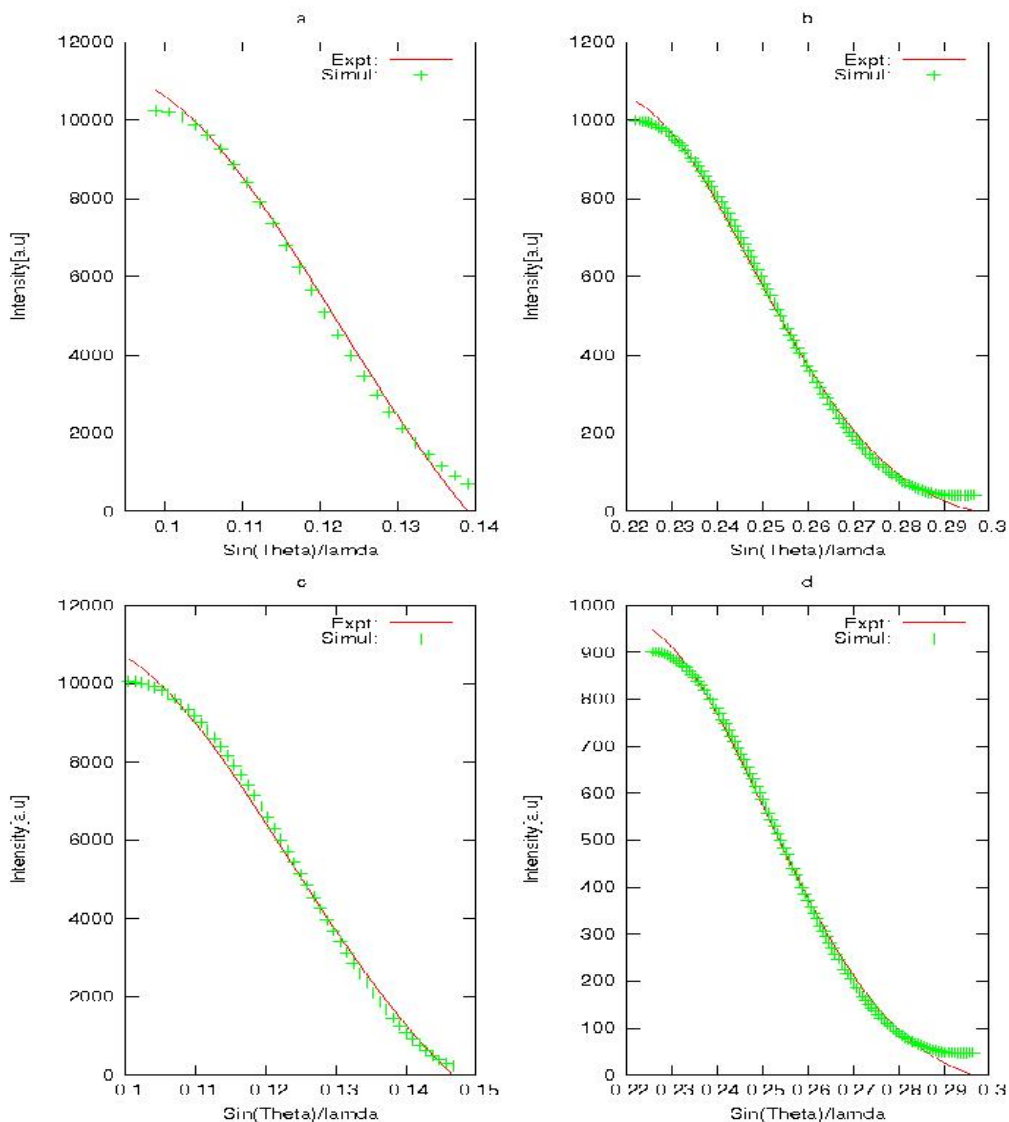 a
12000
10000
8000
6000
4000
2000
0
Intensity[a.u]
Expt:
Simul:
0.1 0.11 0.12 0.13 0.14
Sin(Theta)/lamda
b
1200
1000
800
600
400
200
0
Intensity[a.u]
Expt:
Simul:
0.22 0.23 0.24 0.25 0.26 0.27 0.28 0.29 0.3
Sin(Theta)/lamda
c
12000
10000
8000
6000
4000
2000
0
Intensity[a.u]
Expt:
Simul:
0.1 0.11 0.12 0.13 0.14 0.15
Sin(Theta)/lamda
d
1000
900
800
700
600
500
400
300
200
100
0
Intensity[a.u]
Expt:
Simul:
0.22 0.23 0.24 0.25 0.26 0.27 0.28 0.29 0.3
Sin(Theta)/lamda